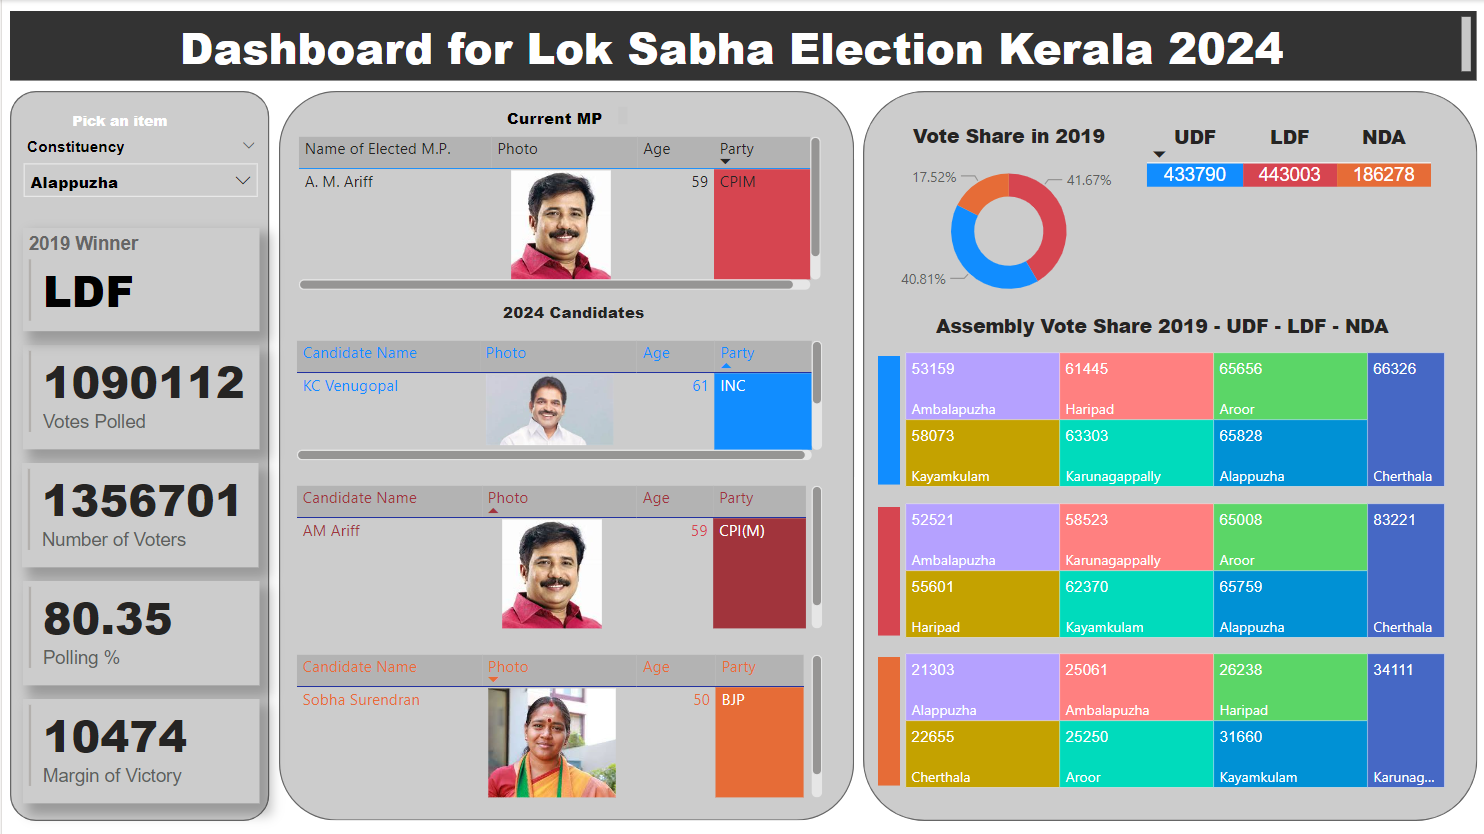 Dashboard for Lok Sabha Election Kerala 2024
Pick an item
Constituency
Alappuzha
2019 Winner
LDF
1090112
Votes Polled
1356701
Number of Voters
80.35
Polling %
10474
Margin of Victory
Current MP
Name of Elected M.P. Photo Age Party
A. M. Ariff 59 CPIM
2024 Candidates
Candidate Name Photo Age Party
KC Venugopal 61 INC
Candidate Name Photo Age Party
AM Ariff 59 CPI(M)
Candidate Name Photo Age Party
Sobha Surendran 50 BJP
Vote Share in 2019
17.52%
41.67%
40.81%
UDF LDF NDA
433790 443003 186278
Assembly Vote Share 2019 - UDF - LDF - NDA
53159 61445 65656 66326
Ambalapuzha Haripad Aroor
58073 63303 65828
Kayamkulam Karunagappally Alappuzha Cherthala
52521 58523 65008 83221
Ambalapuzha Karunagappally Aroor
55601 62370 65759
Haripad Kayamkulam Alappuzha Cherthala
21303 25061 26238 34111
Alappuzha Ambalapuzha Haripad
22655 25250 31660
Cherthala Aroor Kayamkulam Karunag...